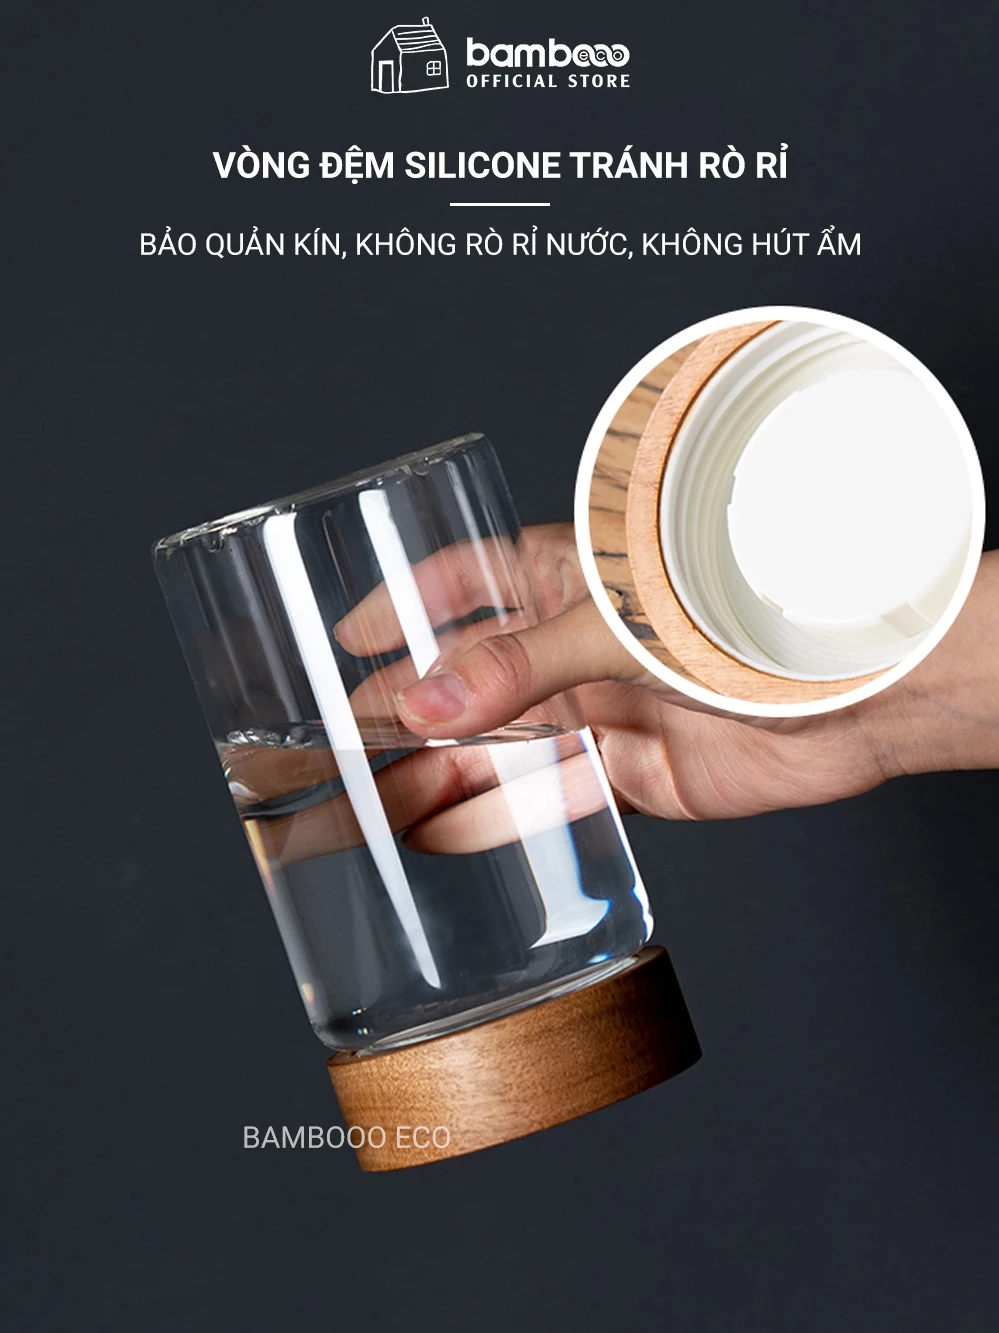 bambooo
eco
OFFICIAL STORE
VÒNG ĐỆM SILICONE TRÁNH RÒ RỈ
BẢO QUẢN KÍN, KHÔNG RÒ RỈ NƯỚC, KHÔNG HÚT ẨM
BAMBOOO ECO